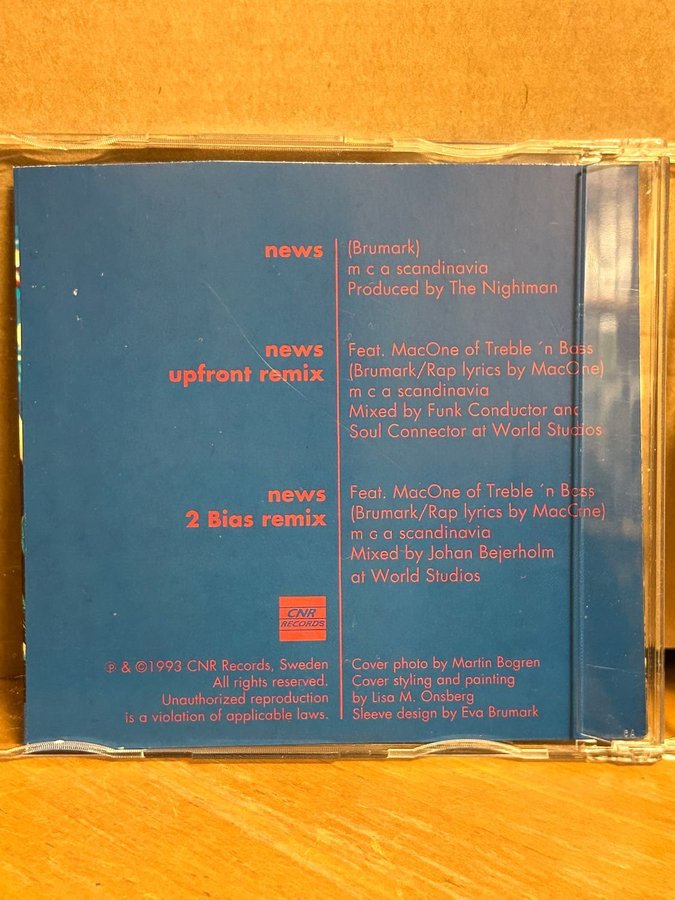 news
(Brumark)
m c a scandinavia
Produced by The Nightman
news
upfront remix
Feat. MacOne of Treble ´n Bass
(Brumark/Rap lyrics by MacOne)
m c a scandinavia
Mixed by Funk Conductor and
Soul Connector at World Studios
news
2 Bias remix
Feat. MacOne of Treble ´n Bass
(Brumark/Rap lyrics by MacOne)
m c a scandinavia
Mixed by Johan Bejerholm
at World Studios
CNR
RECORDS
℗ & ©1993 CNR Records, Sweden
All rights reserved.
Unauthorized reproduction
is a violation of applicable laws.
Cover photo by Martin Bogren
Cover styling and painting
by Lisa M. Onsberg
Sleeve design by Eva Brumark